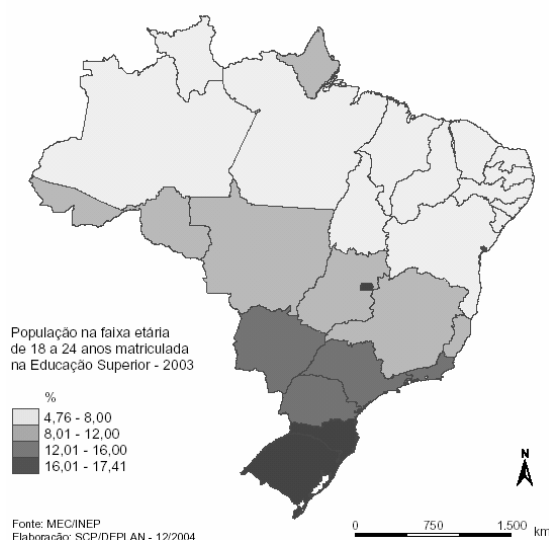 População na faixa etária
de 18 a 24 anos matriculada
na Educação Superior - 2003
%
4,76 - 8,00
8,01 - 12,00
12,01 - 16,00
16,01 - 17,41
N
0 750 1.500 km
Fonte: MEC/INEP
Elaboração: SCP/DEPLAN - 12/2004